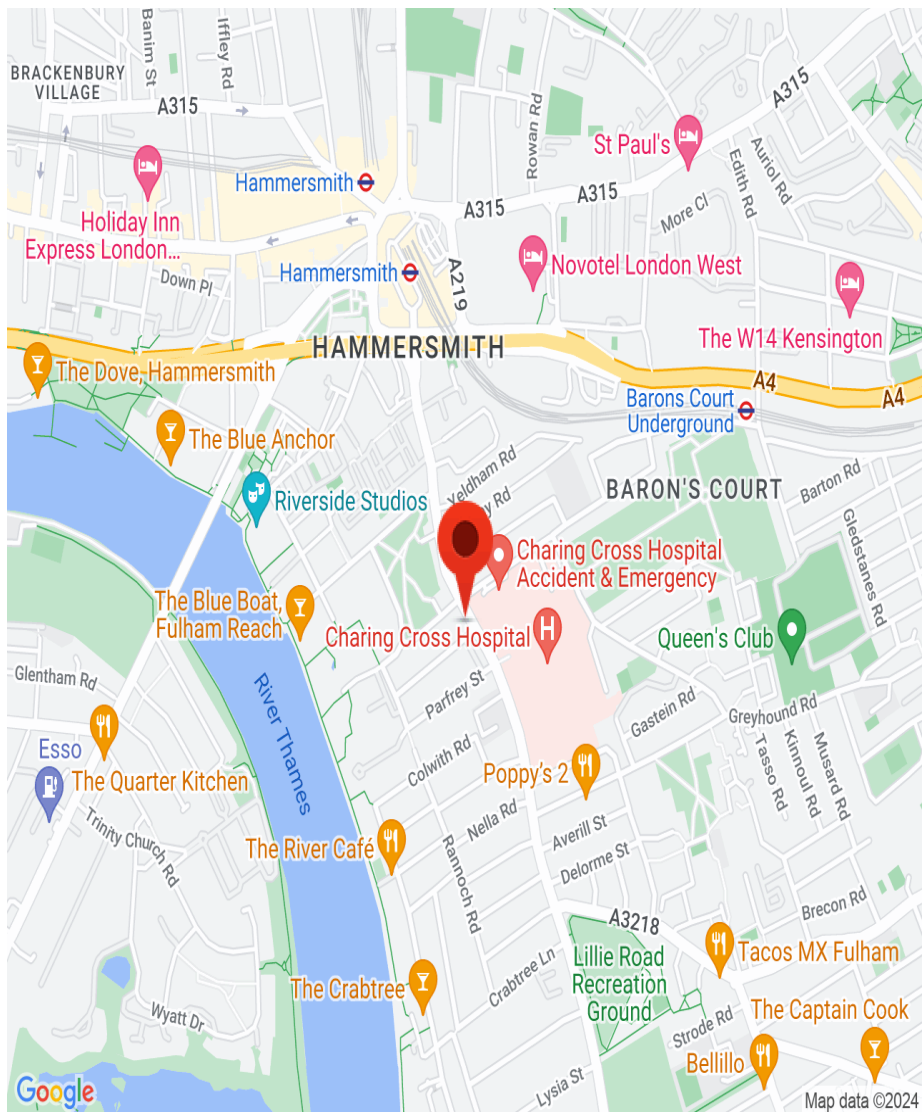 Banim St
Iffley Rd
BRACKENBURY
VILLAGE
A315
A315
Rowan Rd
St Paul's
Auriol Rd
Edith Rd
Hammersmith
A315
A315
More Cl
Holiday Inn
Express London...
Hammersmith
A219
Novotel London West
Down Pl
The W14 Kensington
HAMMERSMITH
The Dove, Hammersmith
A4
A4
Barons Court
Underground
The Blue Anchor
Yeldham Rd
BARON'S COURT
Barton Rd
Riverside Studios
Rd
Gledstanes Rd
Charing Cross Hospital
Accident & Emergency
The Blue Boat,
Fulham Reach
Charing Cross Hospital
H
Queen's Club
Glentham Rd
River Thames
Parfrey St
Gastein Rd
Greyhound Rd
Tasso Rd
Kinnoul Rd
Musard Rd
Esso
The Quarter Kitchen
Colwith Rd
Poppy's 2
Trinity Church Rd
Nella Rd
Averill St
The River Café
Rannoch Rd
Delorme St
Brecon Rd
A3218
Lillie Road
Recreation
Ground
Tacos MX Fulham
The Crabtree
Crabtree Ln
Wyatt Dr
Strode Rd
The Captain Cook
Bellillo
Lysia St
Google
Map data ©2024